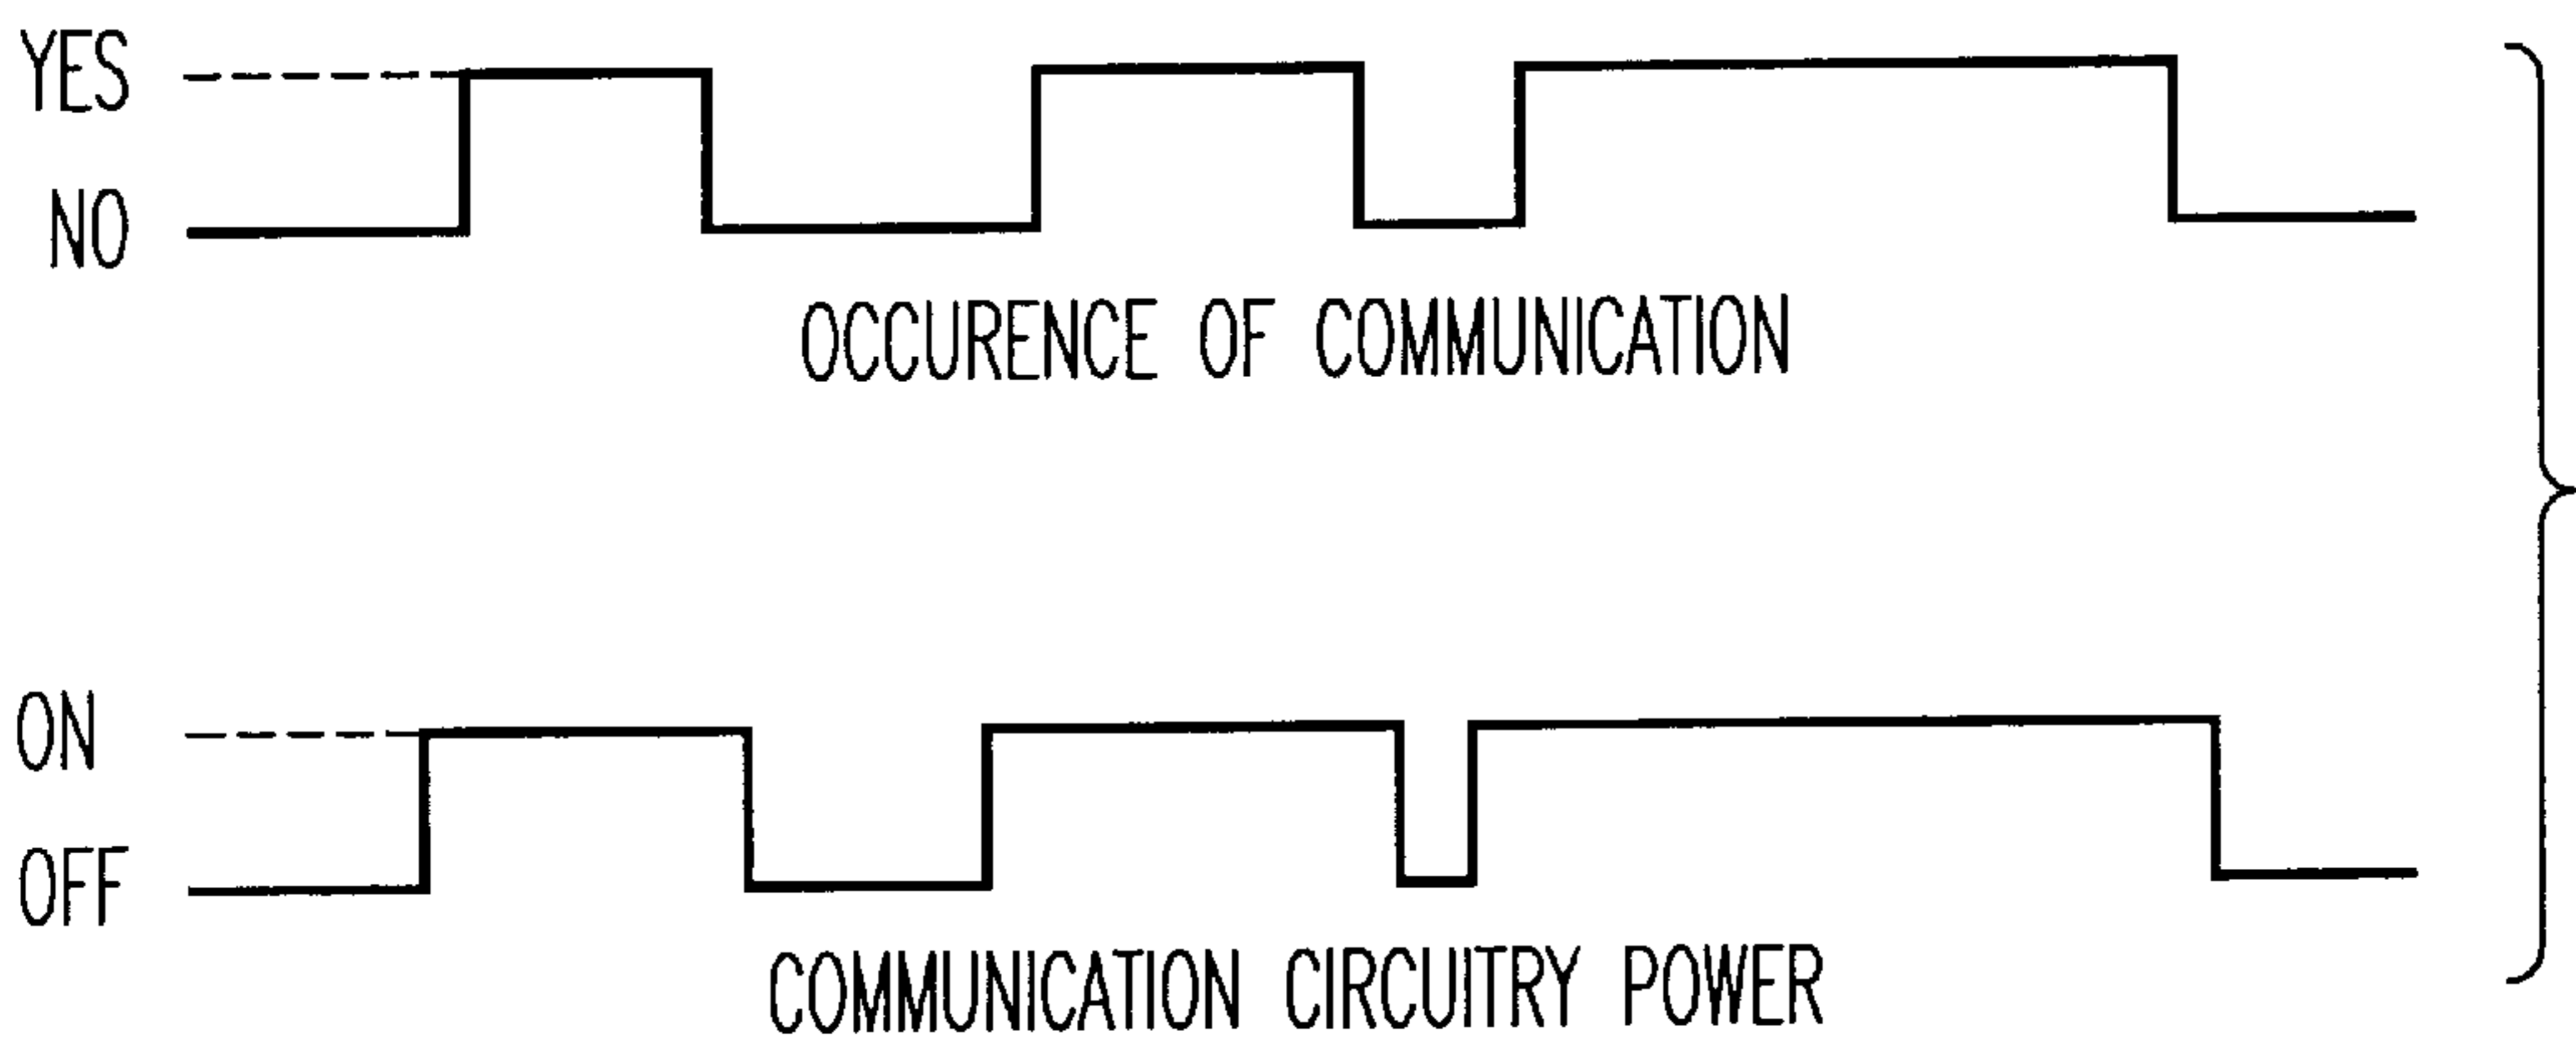 YES
NO
OCCURENCE OF COMMUNICATION
ON
OFF
COMMUNICATION CIRCUITRY POWER